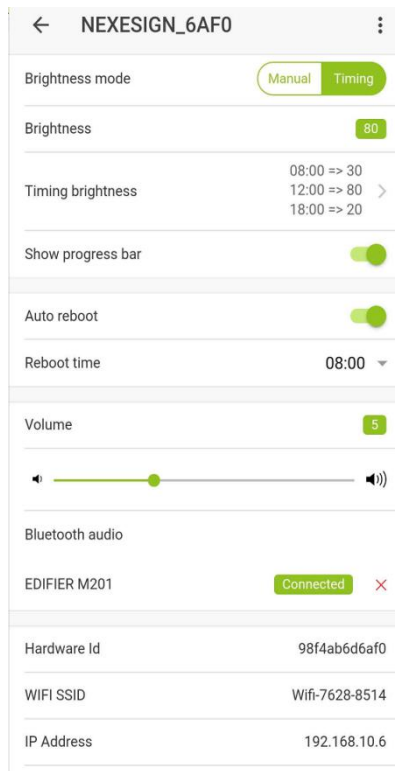 NEXESIGN_6AF0
Brightness mode Manual Timing
Brightness 80
Timing brightness
08:00 => 30
12:00 => 80
18:00 => 20
Show progress bar
Auto reboot
Reboot time 08:00
Volume 5
Bluetooth audio
EDIFIER M201 Connected
Hardware Id 98f4ab6d6af0
WIFI SSID Wifi-7628-8514
IP Address 192.168.10.6